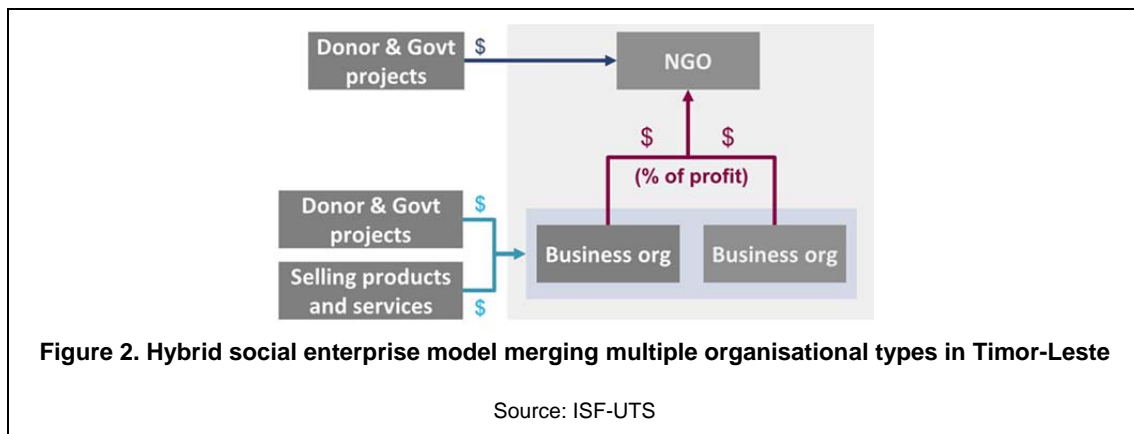 Donor & Govt
projects
$
NGO
$ $
(% of profit)
Donor & Govt
projects
$
Selling products
and services
$
Business org
Business org
Figure 2. Hybrid social enterprise model merging multiple organisational types in Timor-Leste
Source: ISF-UTS